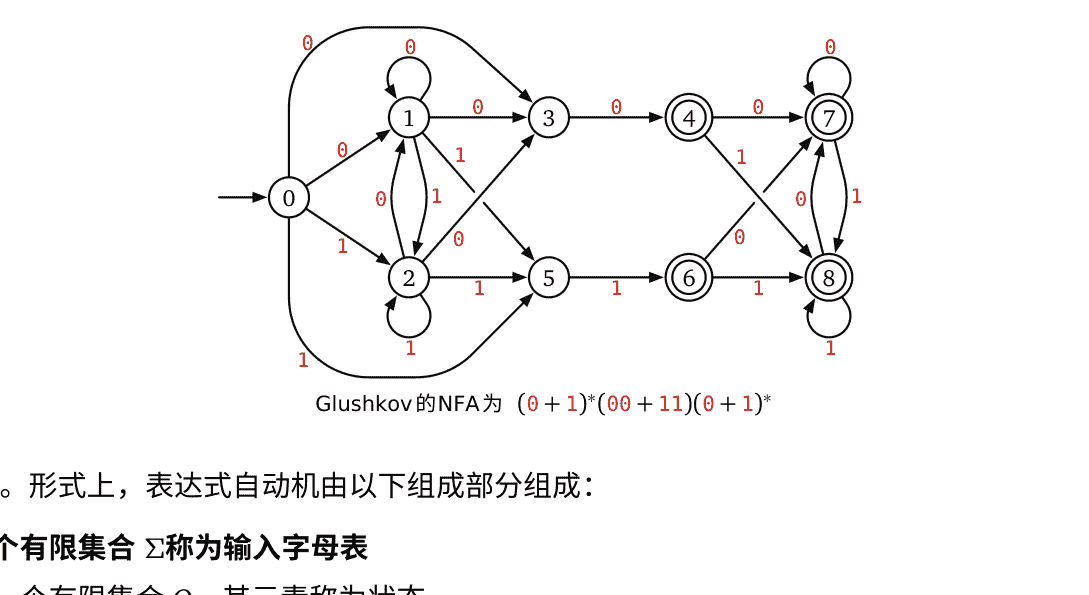 0 0 0
1 0 3 0 4 0 7
0 1 1
0 0 1 0 1
1 0 0
2 1 5 1 6 1 8
1 1 1
Glushkov的NFA为 (0 + 1)*(00 + 11)(0 + 1)*
。形式上，表达式自动机由以下组成部分组成：
个有限集合 Σ称为输入字母表